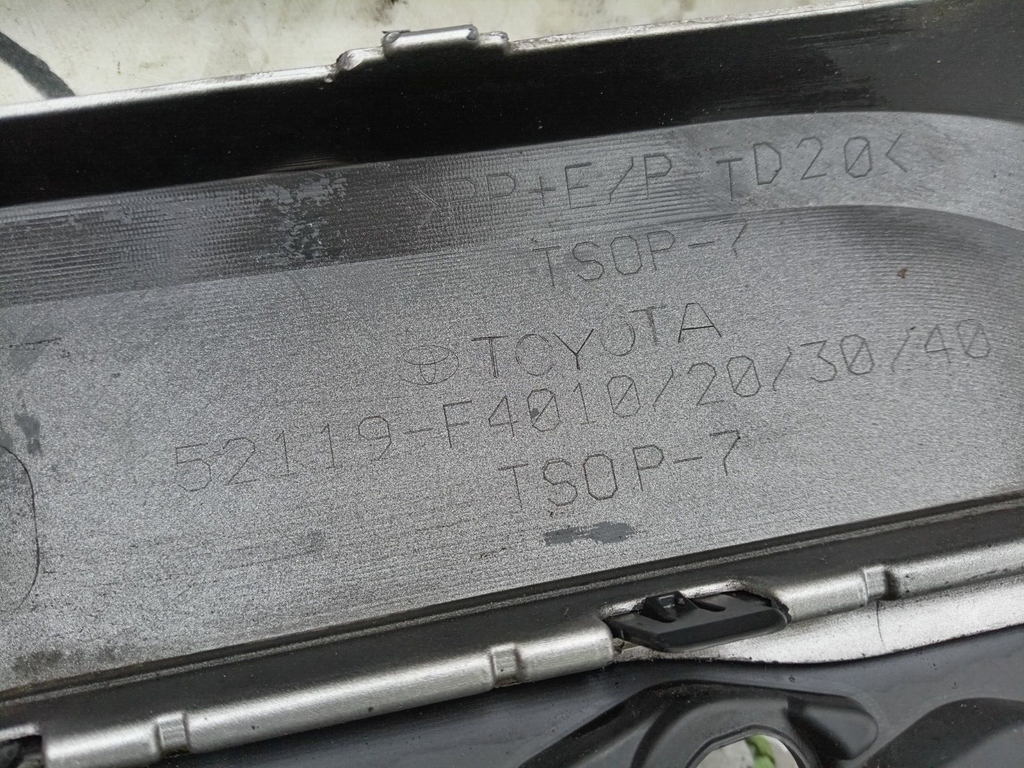 >PP+E/P-TD20<
TSOP-7
TOYOTA
52119-F4010/20/30/40
TSOP-7